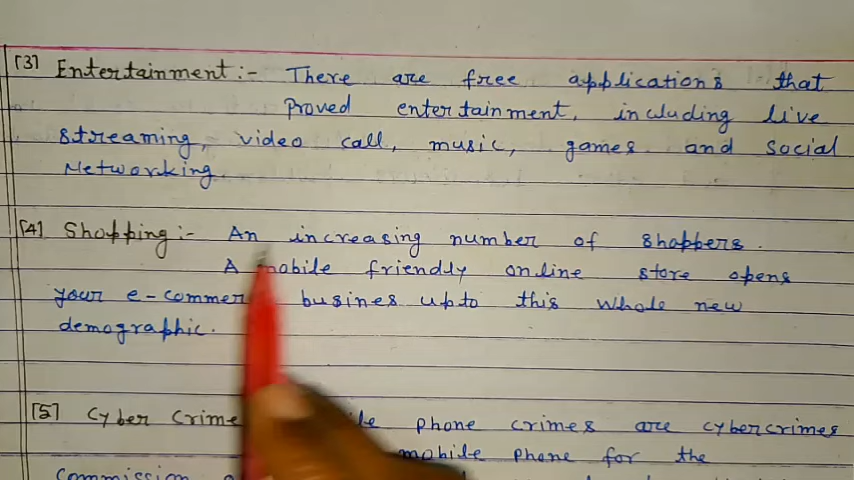 [3] Entertainment :- There are free applications that
Proved entertainment, including live
streaming, video call, music, games and social
Networking.
[4] Shopping :- An increasing number of shoppers.
A mobile friendly online store opens
your e-commer busines upto this whole new
demographic.
[5] Cyber Crime phone crimes are cybercrimes
mobile phone for the
Commission